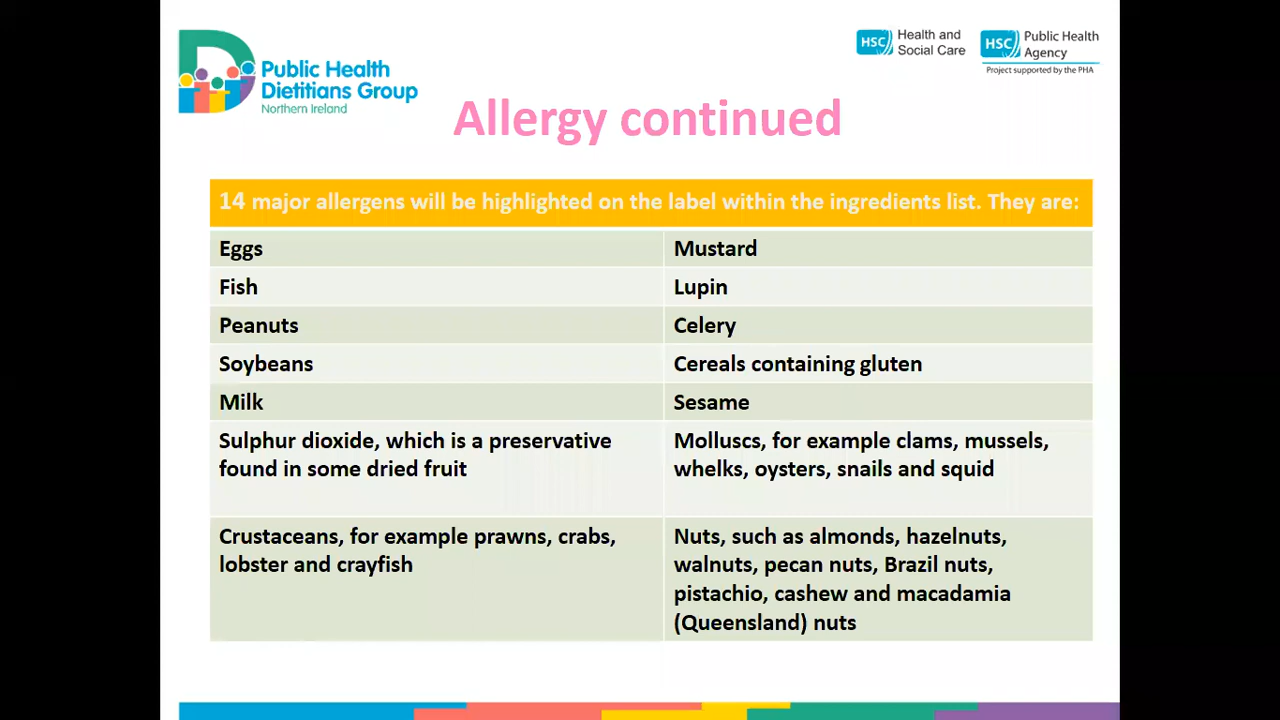 Public Health
Dietitians Group
Northern Ireland
HSC Health and
Social Care
HSC Public Health
Agency
Project supported by the PHA
Allergy continued
14 major allergens will be highlighted on the label within the ingredients list. They are:
Eggs
Mustard
Fish
Lupin
Peanuts
Celery
Soybeans
Cereals containing gluten
Milk
Sesame
Sulphur dioxide, which is a preservative
found in some dried fruit
Molluscs, for example clams, mussels,
whelks, oysters, snails and squid
Crustaceans, for example prawns, crabs,
lobster and crayfish
Nuts, such as almonds, hazelnuts,
walnuts, pecan nuts, Brazil nuts,
pistachio, cashew and macadamia
(Queensland) nuts